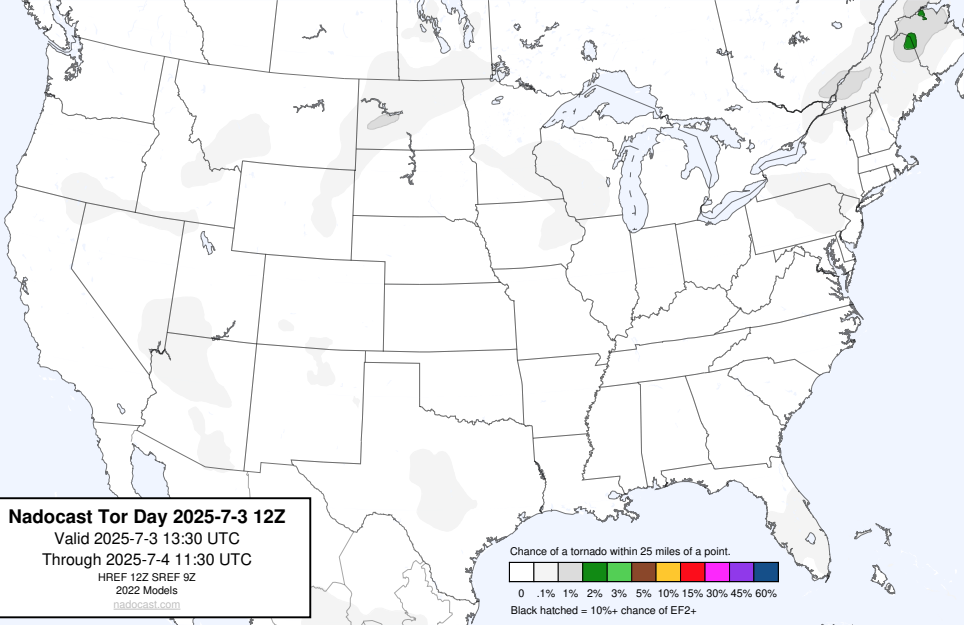 Nadocast Tor Day 2025-7-3 12Z
Valid 2025-7-3 13:30 UTC
Through 2025-7-4 11:30 UTC
HREF 12Z SREF 9Z
2022 Models
nadocast.com
Chance of a tornado within 25 miles of a point.
0 .1% 1% 2% 3% 5% 10% 15% 30% 45% 60%
Black hatched = 10%+ chance of EF2+